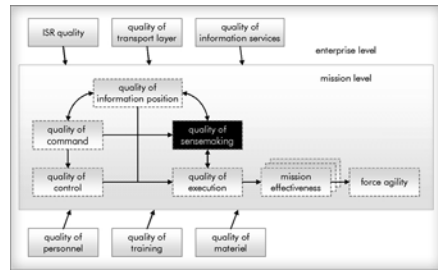 ISR quality
quality of
transport layer
quality of
information services
enterprise level
mission level
quality of
information position
quality of
command
quality of
sensemaking
quality of
control
quality of
execution
mission
effectiveness
force agility
quality of
personnel
quality of
training
quality of
materiel